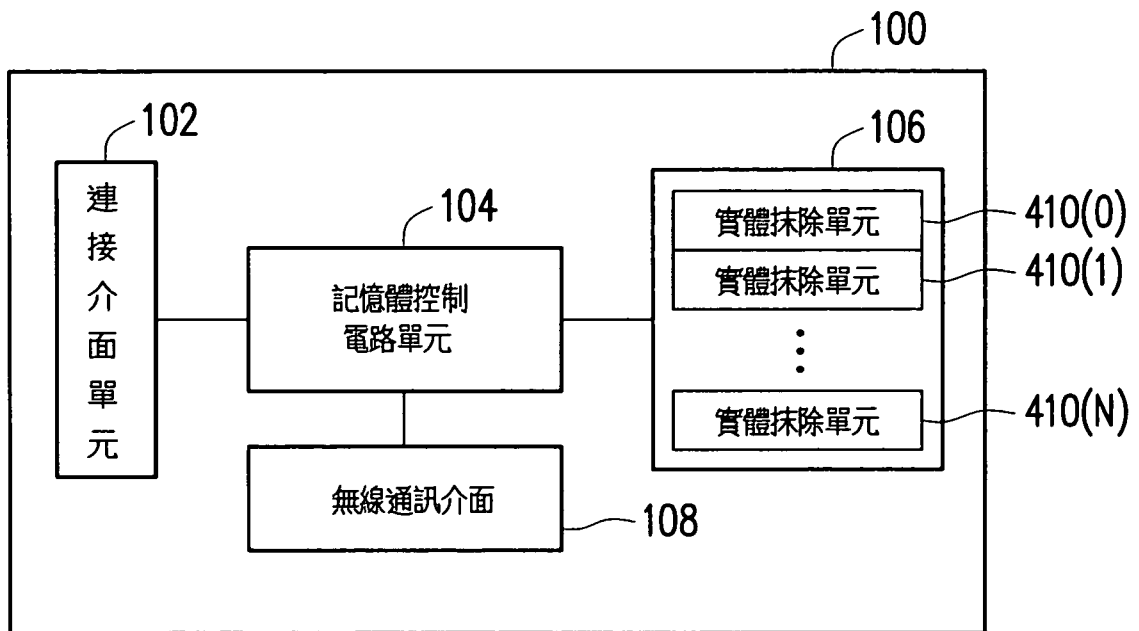 100
102
連接介面單元
104
記憶體控制
電路單元
106
實體抹除單元
410(0)
實體抹除單元
410(1)
實體抹除單元
410(N)
無線通訊介面
108